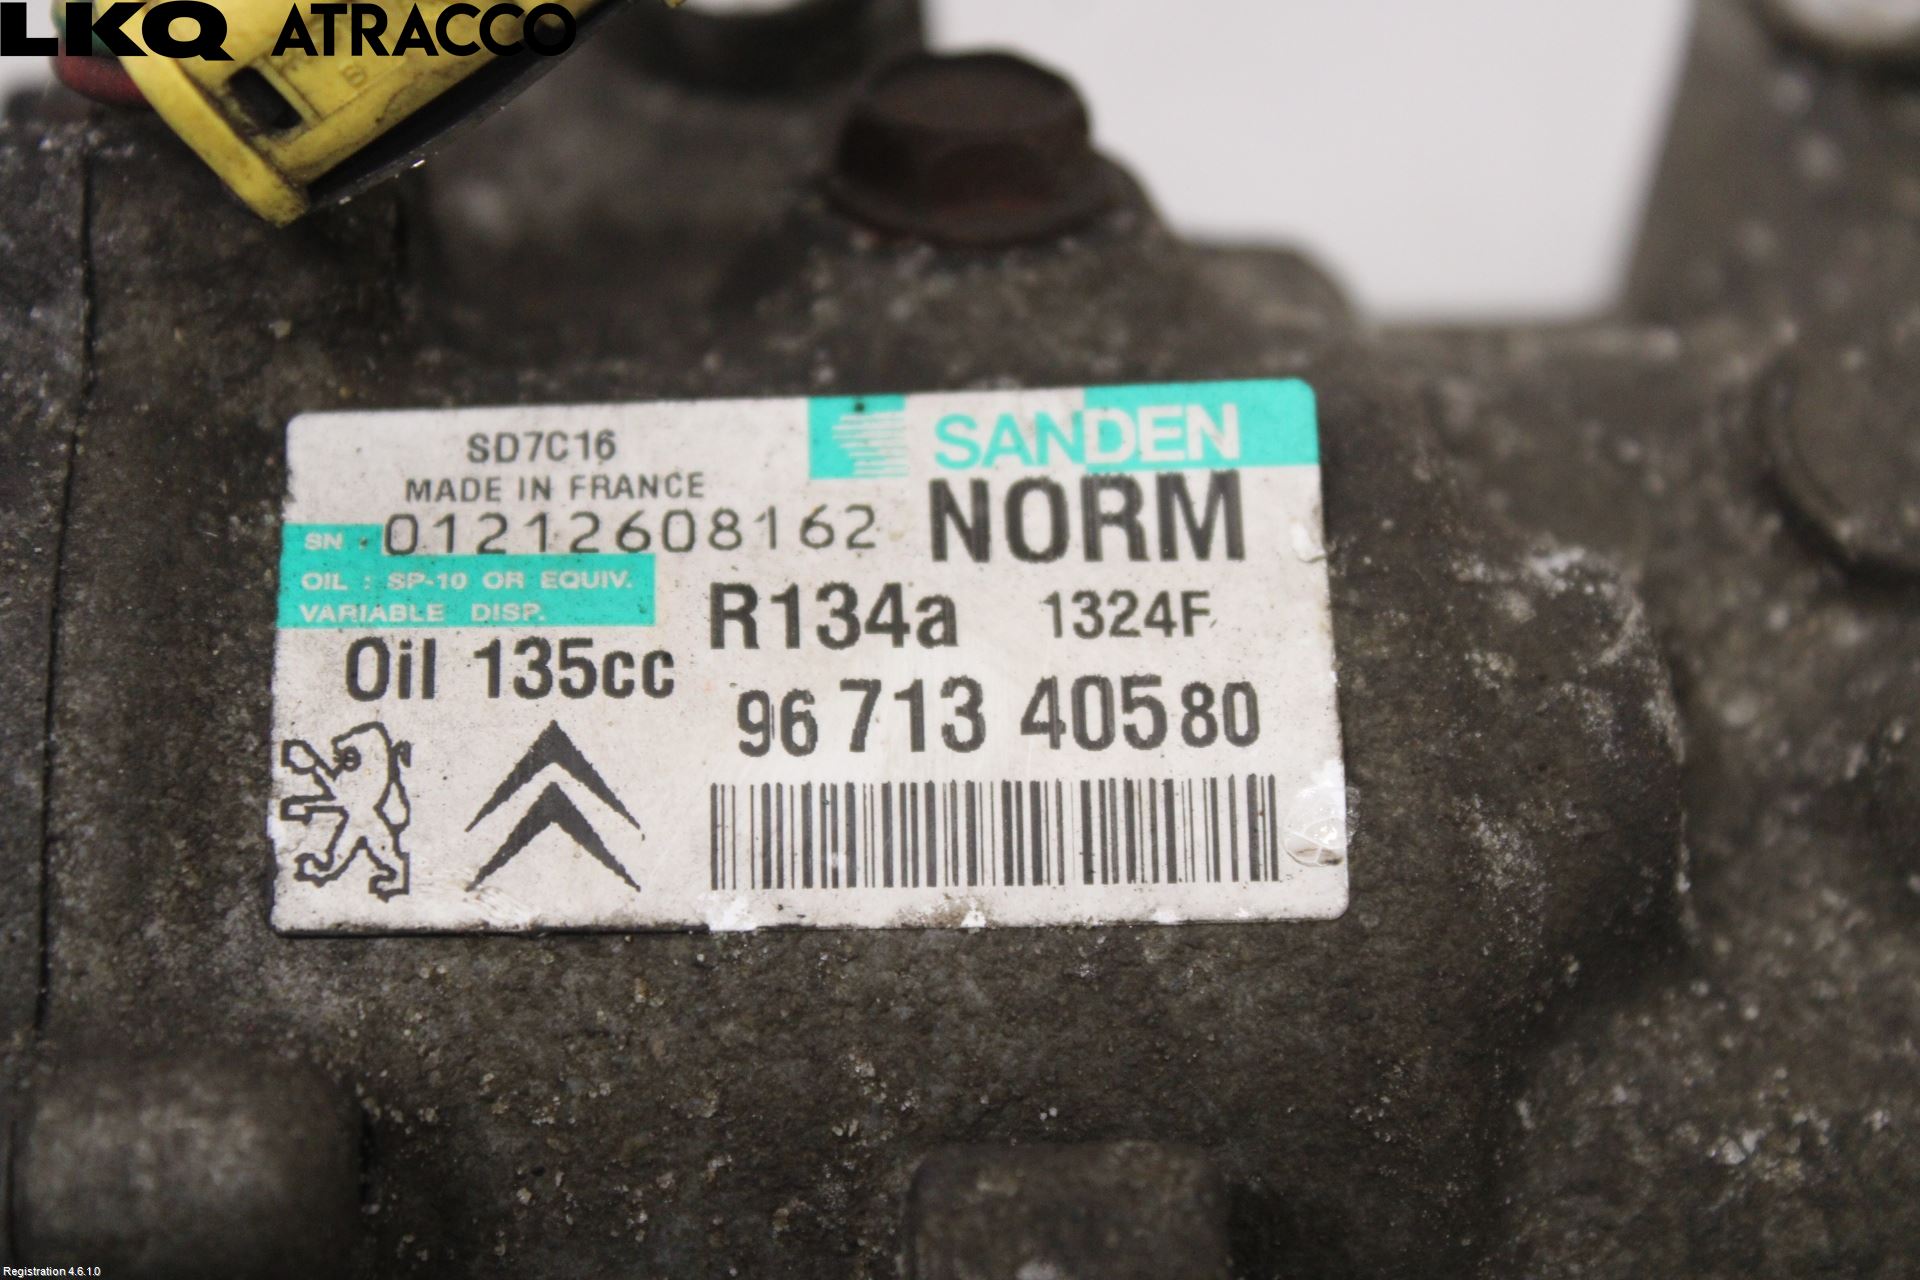 LKQ ATRACCO
SD7C16
SANDEN
MADE IN FRANCE
NORM
SN : 01212608162
OIL : SP-10 OR EQUIV.
VARIABLE DISP.
R134a 1324F
Oil 135cc
96 713 405 80
Registration 4.6.1.0